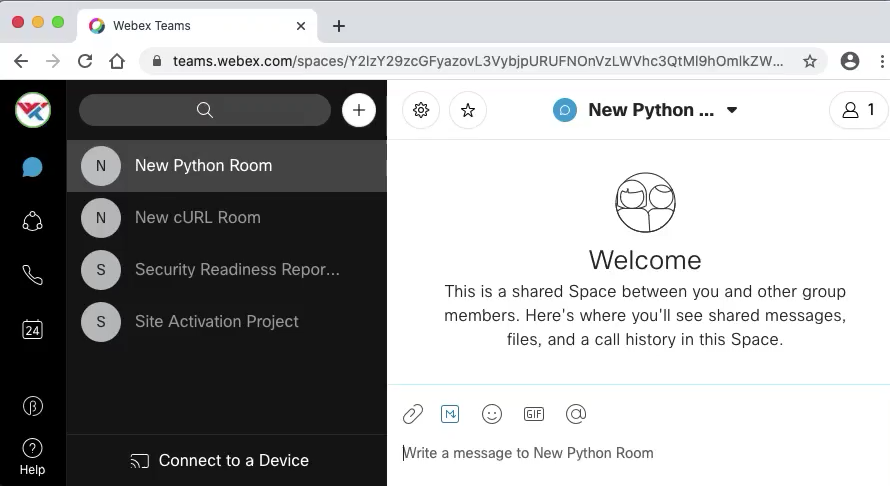 Webex Teams
teams.webex.com/spaces/Y2lzY29zcGFyazovL3VybjpURUFNOnVzLWVhc3QtMl9hOmlkZW...
New Python ...
1
N New Python Room
N New cURL Room
S Security Readiness Repor...
S Site Activation Project
24
β
Help
Connect to a Device
Welcome
This is a shared Space between you and other group
members. Here's where you'll see shared messages,
files, and a call history in this Space.
M
GIF
@
Write a message to New Python Room